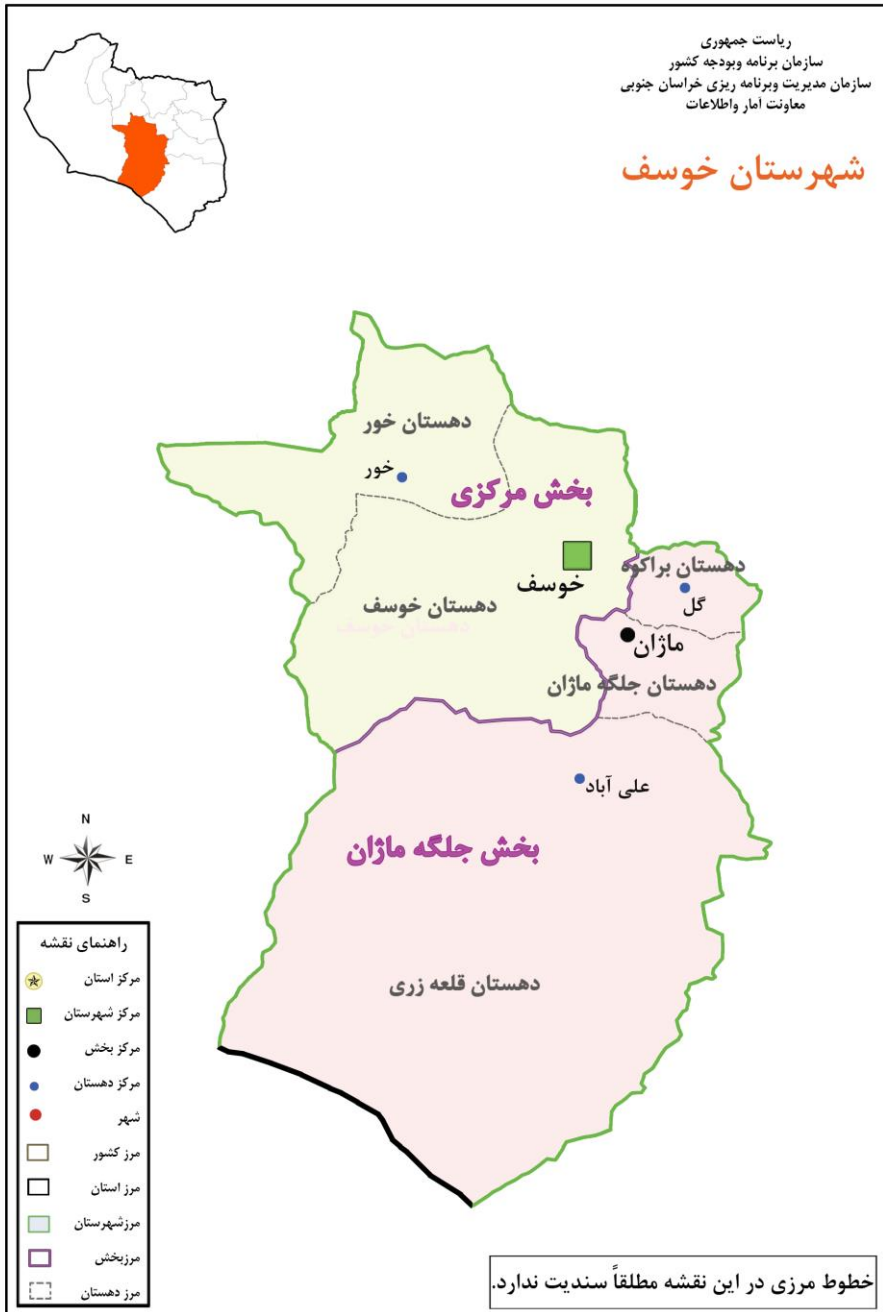 ریاست جمهوری
سازمان برنامه وبودجه کشور
سازمان مدیریت وبرنامه ریزی خراسان جنوبی
معاونت آمار واطلاعات
شهرستان خوسف
دهستان خور
خور
بخش مرکزی
خوسف
دهستان براکوه
گل
دهستان خوسف
دهستان خوسف
ماژان
دهستان جلگه ماژان
علی آباد
بخش جلگه ماژان
دهستان قلعه زری
N
W E
S
راهنمای نقشه
مرکز استان
مرکز شهرستان
مرکز بخش
مرکز دهستان
شهر
مرز کشور
مرز استان
مرزشهرستان
مرزبخش
مرز دهستان
خطوط مرزی در این نقشه مطلقاً سندیت ندارد.